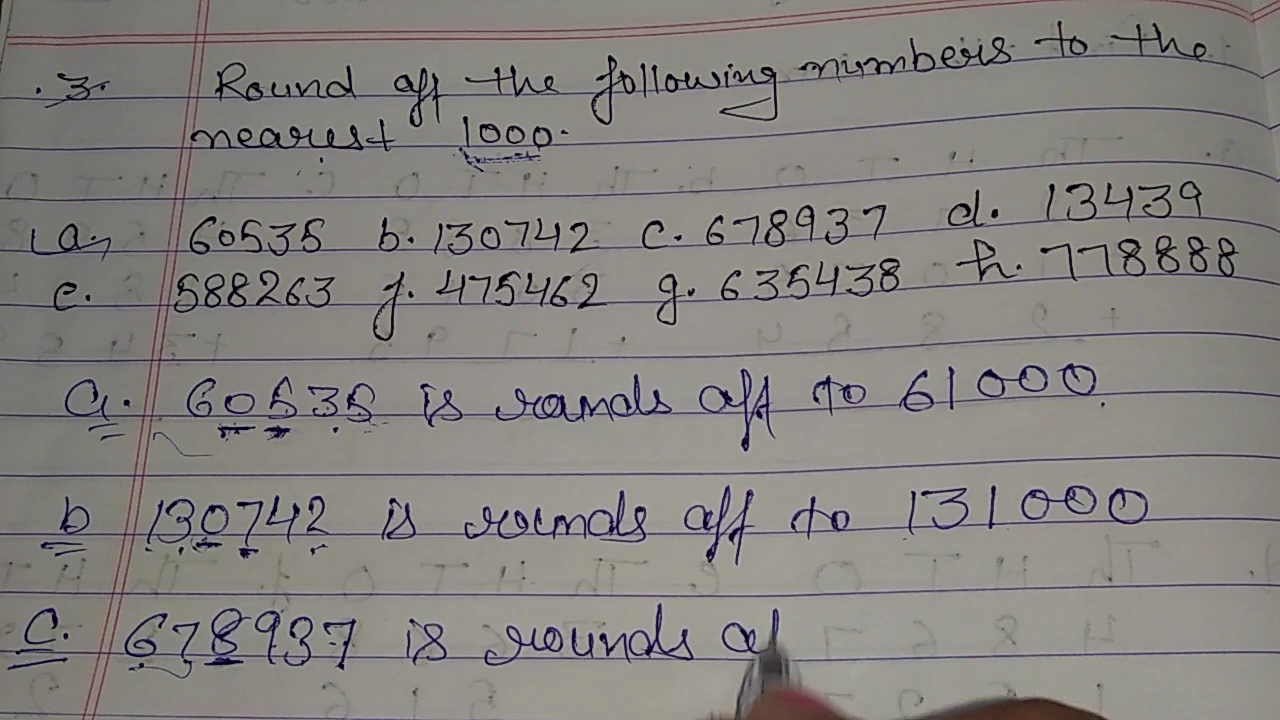 3. Round off the following numbers to the
nearest 1000.
a, 60535 b. 130742 c. 678937 d. 13439
e. 588263 f. 475462 g. 635438 h. 778888
a. 60535 is rounds off to 61000.
b 130742 is rounds off to 131000
c. 678937 is rounds of